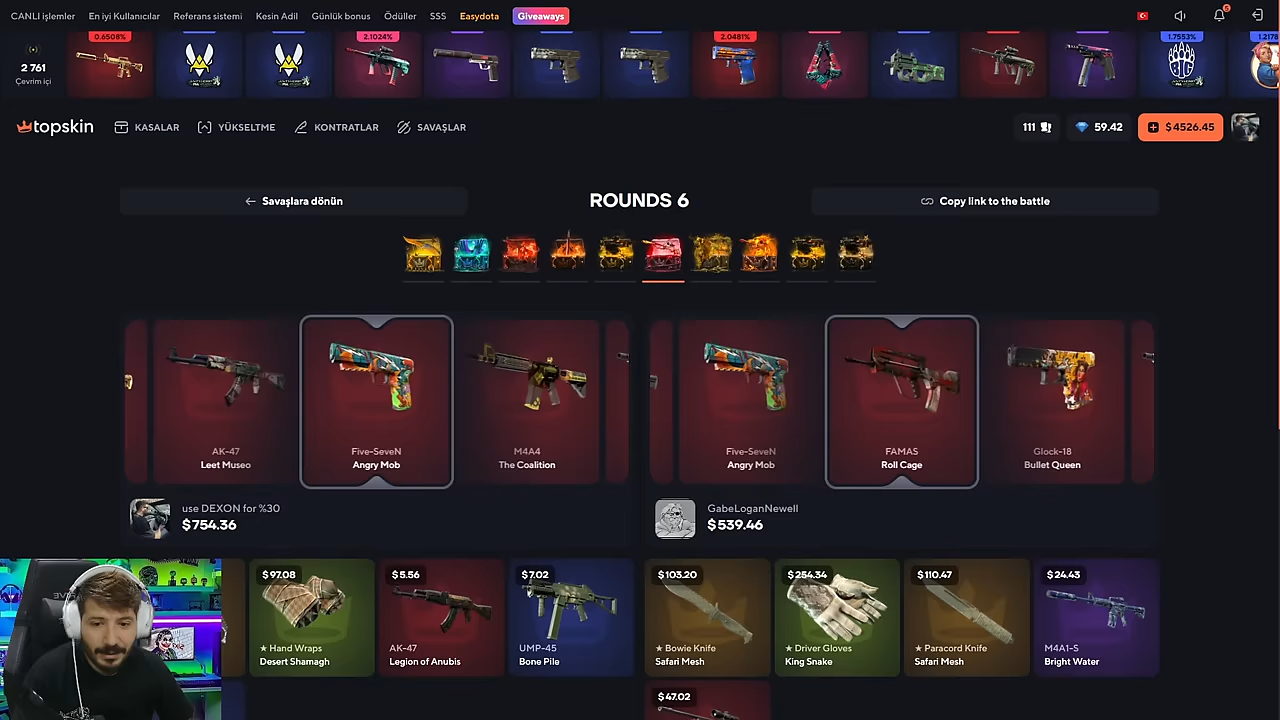 CANLI işlemler En iyi Kullanıcılar Referans sistemi Kesin Adil Günlük bonus Ödüller SSS Easydota Giveaways
0.6508% 2.1024% 2.0481% 1.7553%
2 761
Çevrim içi
topskin KASALAR YÜKSELTME KONTRATLAR SAVAŞLAR 111 59.42 $4526.45
Savaşlara dönün ROUNDS 6 Copy link to the battle
AK-47 Five-SeveN M4A4 Five-SeveN FAMAS Glock-18
Leet Museo Angry Mob The Coalition Angry Mob Roll Cage Bullet Queen
use DEXON for %30 GabeLoganNewell
$754.36 $539.46
$97.08 $5.56 $7.02 $103.20 $254.34 $110.47 $24.43
★ Hand Wraps AK-47 UMP-45 ★ Bowie Knife ★ Driver Gloves ★ Paracord Knife M4A1-S
Desert Shamagh Legion of Anubis Bone Pile Safari Mesh King Snake Safari Mesh Bright Water
$47.02